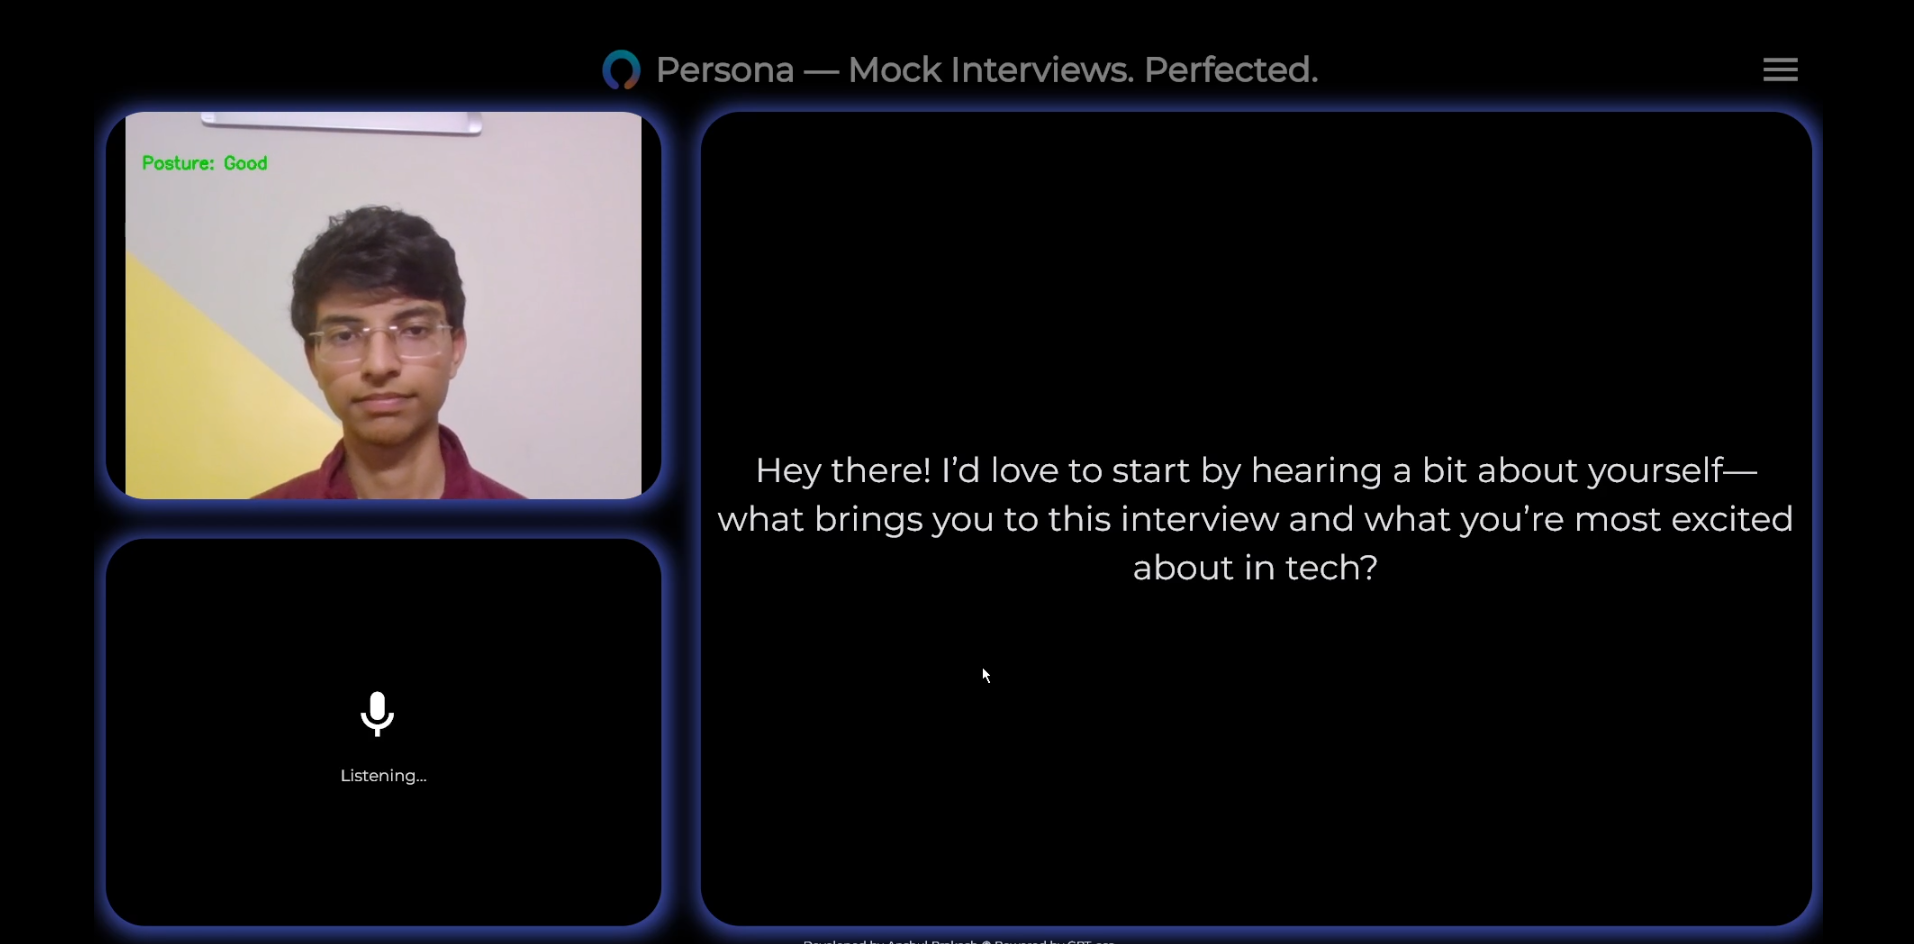 Persona — Mock Interviews. Perfected.
Posture: Good
Hey there! I’d love to start by hearing a bit about yourself—
what brings you to this interview and what you’re most excited
about in tech?
Listening...